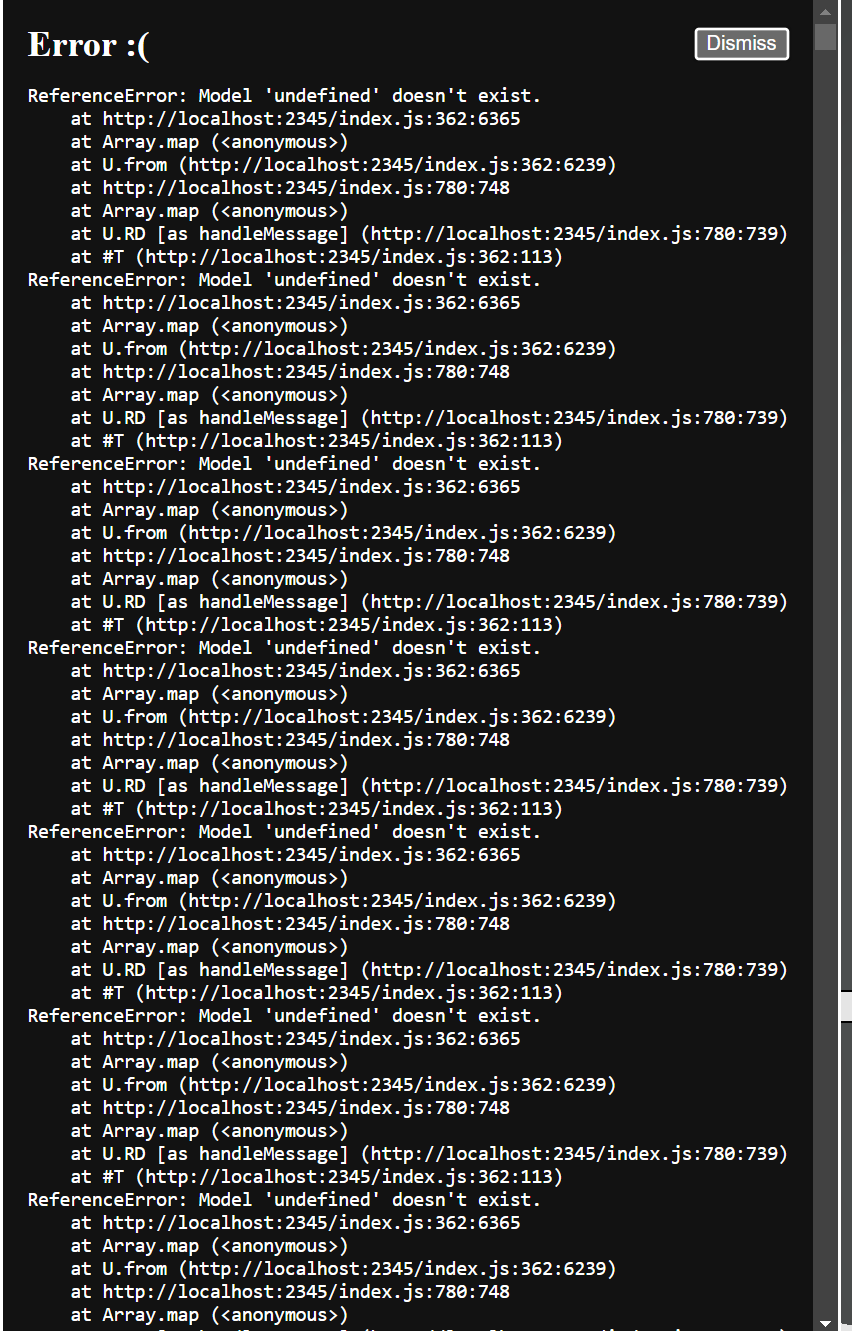 Error :(
Dismiss
ReferenceError: Model 'undefined' doesn't exist.
    at http://localhost:2345/index.js:362:6365
    at Array.map (<anonymous>)
    at U.from (http://localhost:2345/index.js:362:6239)
    at http://localhost:2345/index.js:780:748
    at Array.map (<anonymous>)
    at U.RD [as handleMessage] (http://localhost:2345/index.js:780:739)
    at #T (http://localhost:2345/index.js:362:113)
ReferenceError: Model 'undefined' doesn't exist.
    at http://localhost:2345/index.js:362:6365
    at Array.map (<anonymous>)
    at U.from (http://localhost:2345/index.js:362:6239)
    at http://localhost:2345/index.js:780:748
    at Array.map (<anonymous>)
    at U.RD [as handleMessage] (http://localhost:2345/index.js:780:739)
    at #T (http://localhost:2345/index.js:362:113)
ReferenceError: Model 'undefined' doesn't exist.
    at http://localhost:2345/index.js:362:6365
    at Array.map (<anonymous>)
    at U.from (http://localhost:2345/index.js:362:6239)
    at http://localhost:2345/index.js:780:748
    at Array.map (<anonymous>)
    at U.RD [as handleMessage] (http://localhost:2345/index.js:780:739)
    at #T (http://localhost:2345/index.js:362:113)
ReferenceError: Model 'undefined' doesn't exist.
    at http://localhost:2345/index.js:362:6365
    at Array.map (<anonymous>)
    at U.from (http://localhost:2345/index.js:362:6239)
    at http://localhost:2345/index.js:780:748
    at Array.map (<anonymous>)
    at U.RD [as handleMessage] (http://localhost:2345/index.js:780:739)
    at #T (http://localhost:2345/index.js:362:113)
ReferenceError: Model 'undefined' doesn't exist.
    at http://localhost:2345/index.js:362:6365
    at Array.map (<anonymous>)
    at U.from (http://localhost:2345/index.js:362:6239)
    at http://localhost:2345/index.js:780:748
    at Array.map (<anonymous>)
    at U.RD [as handleMessage] (http://localhost:2345/index.js:780:739)
    at #T (http://localhost:2345/index.js:362:113)
ReferenceError: Model 'undefined' doesn't exist.
    at http://localhost:2345/index.js:362:6365
    at Array.map (<anonymous>)
    at U.from (http://localhost:2345/index.js:362:6239)
    at http://localhost:2345/index.js:780:748
    at Array.map (<anonymous>)
    at U.RD [as handleMessage] (http://localhost:2345/index.js:780:739)
    at #T (http://localhost:2345/index.js:362:113)
ReferenceError: Model 'undefined' doesn't exist.
    at http://localhost:2345/index.js:362:6365
    at Array.map (<anonymous>)
    at U.from (http://localhost:2345/index.js:362:6239)
    at http://localhost:2345/index.js:780:748
    at Array.map (<anonymous>)